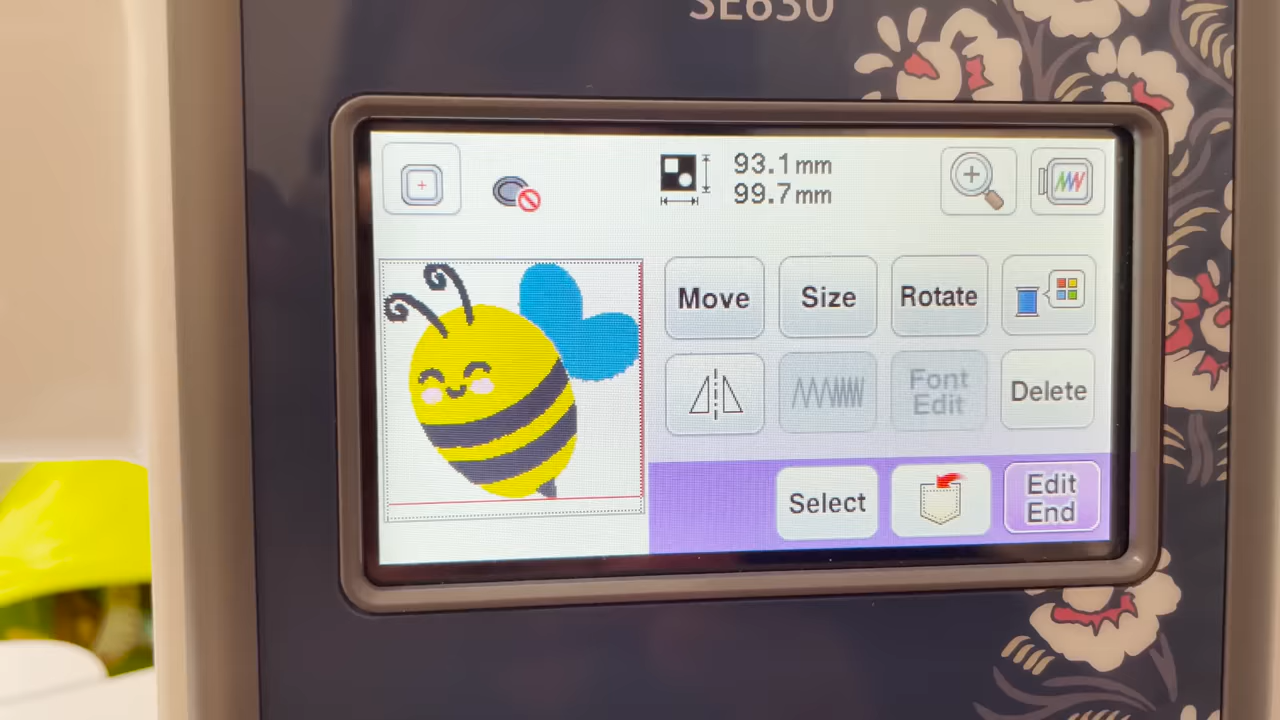 SE630
93.1 mm
99.7 mm
Move
Size
Rotate
Font
Edit
Delete
Select
Edit
End